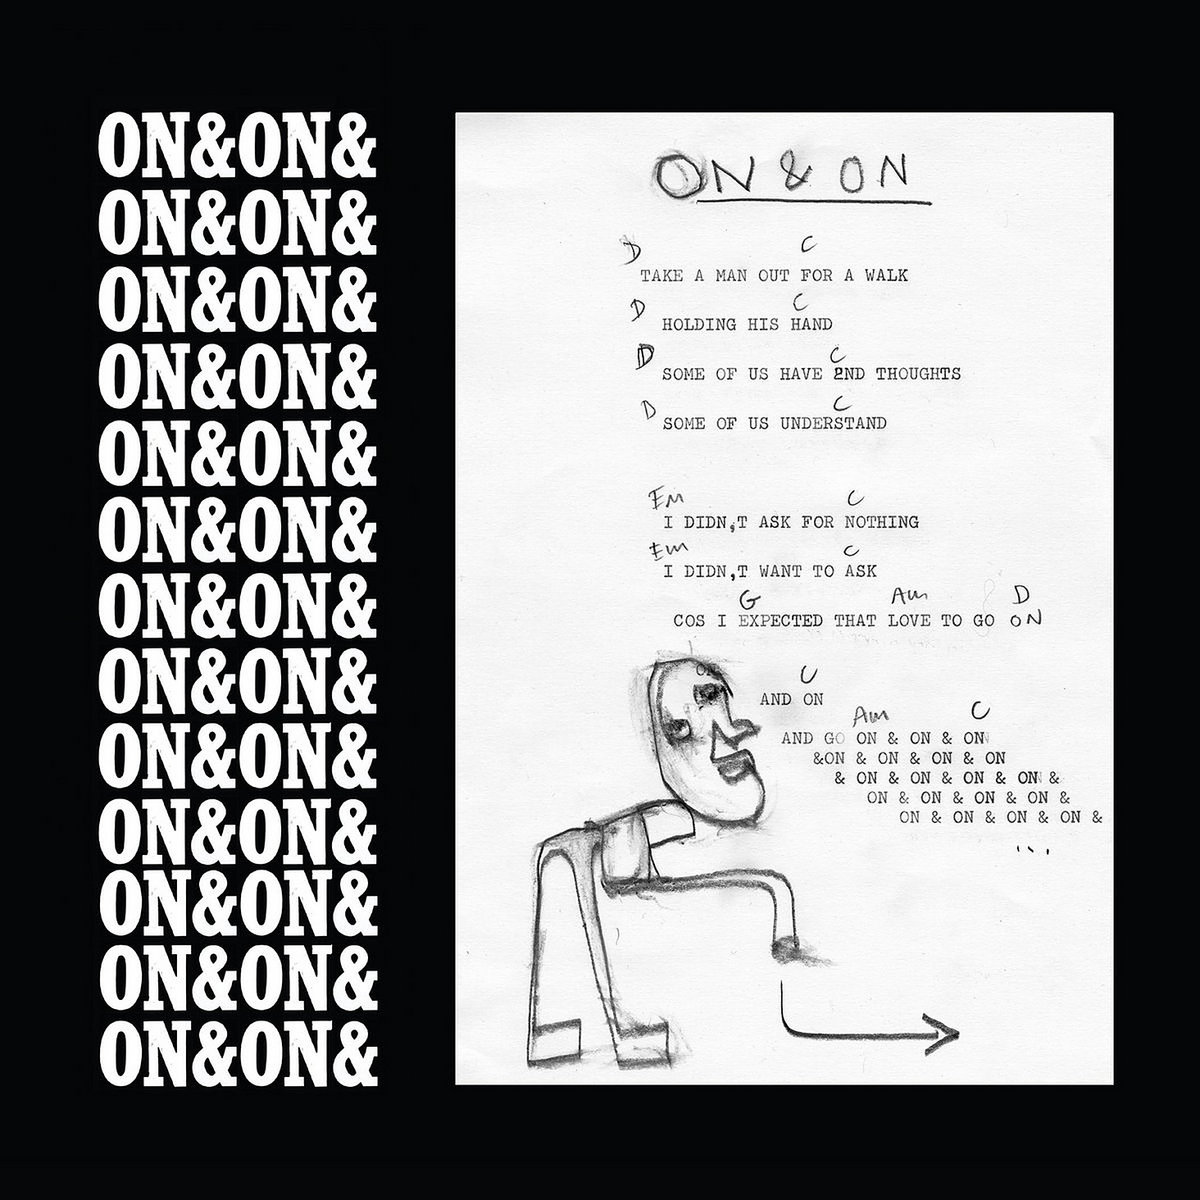 ON&ON&
ON&ON&
ON&ON&
ON&ON&
ON&ON&
ON&ON&
ON&ON&
ON&ON&
ON&ON&
ON&ON&
ON&ON&
ON&ON&
ON&ON&
ON & ON
D C
TAKE A MAN OUT FOR A WALK
D C
HOLDING HIS HAND
D C
SOME OF US HAVE 2ND THOUGHTS
D C
SOME OF US UNDERSTAND
Em C
I DIDN,T ASK FOR NOTHING
Em C
I DIDN,T WANT TO ASK
G Am D
COS I EXPECTED THAT LOVE TO GO ON
ON C
AND ON
Am C
AND GO ON & ON & ON
&ON & ON & ON & ON
& ON & ON & ON & ON &
ON & ON & ON & ON &
ON & ON & ON & ON &
...